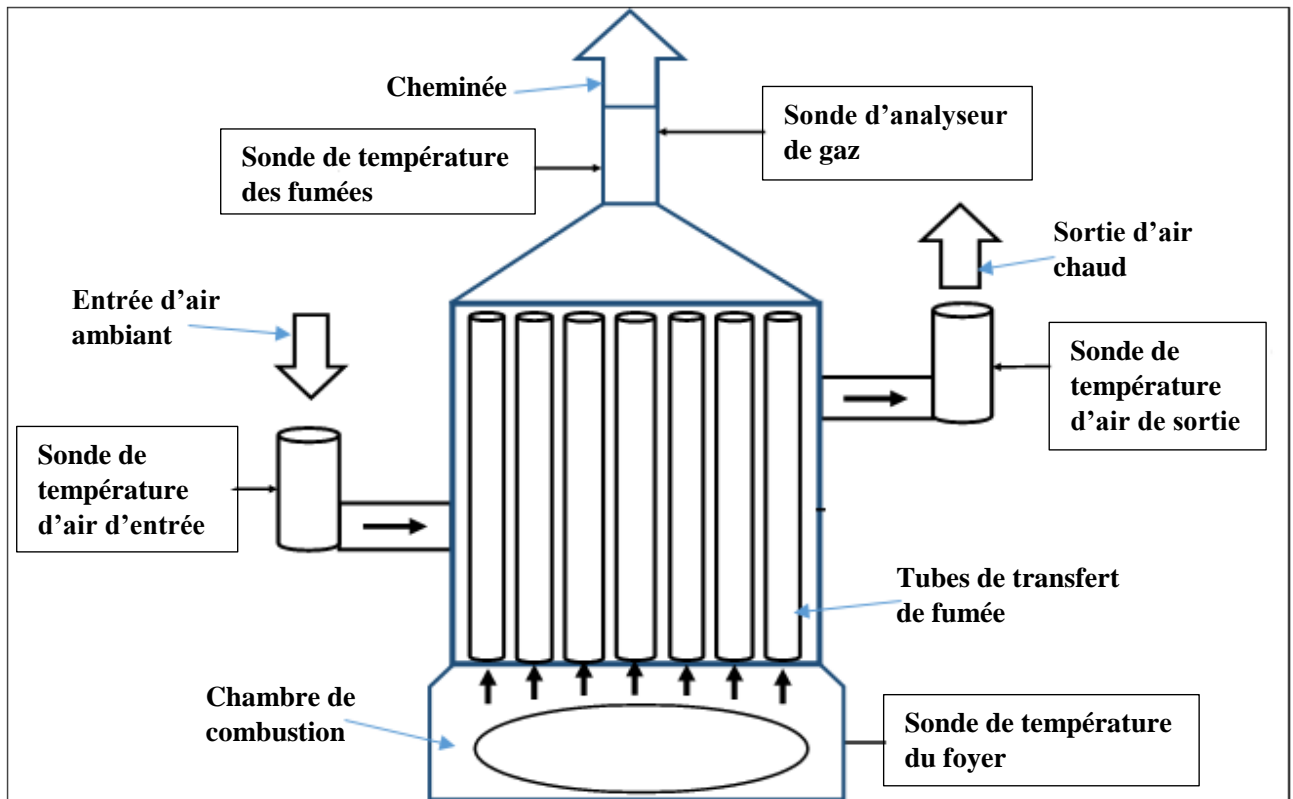 Cheminée
Sonde d’analyseur
de gaz
Sonde de température
des fumées
Sortie d’air
chaud
Entrée d’air
ambiant
Sonde de
température
d’air de sortie
Sonde de
température
d’air d’entrée
Tubes de transfert
de fumée
Chambre de
combustion
Sonde de température
du foyer